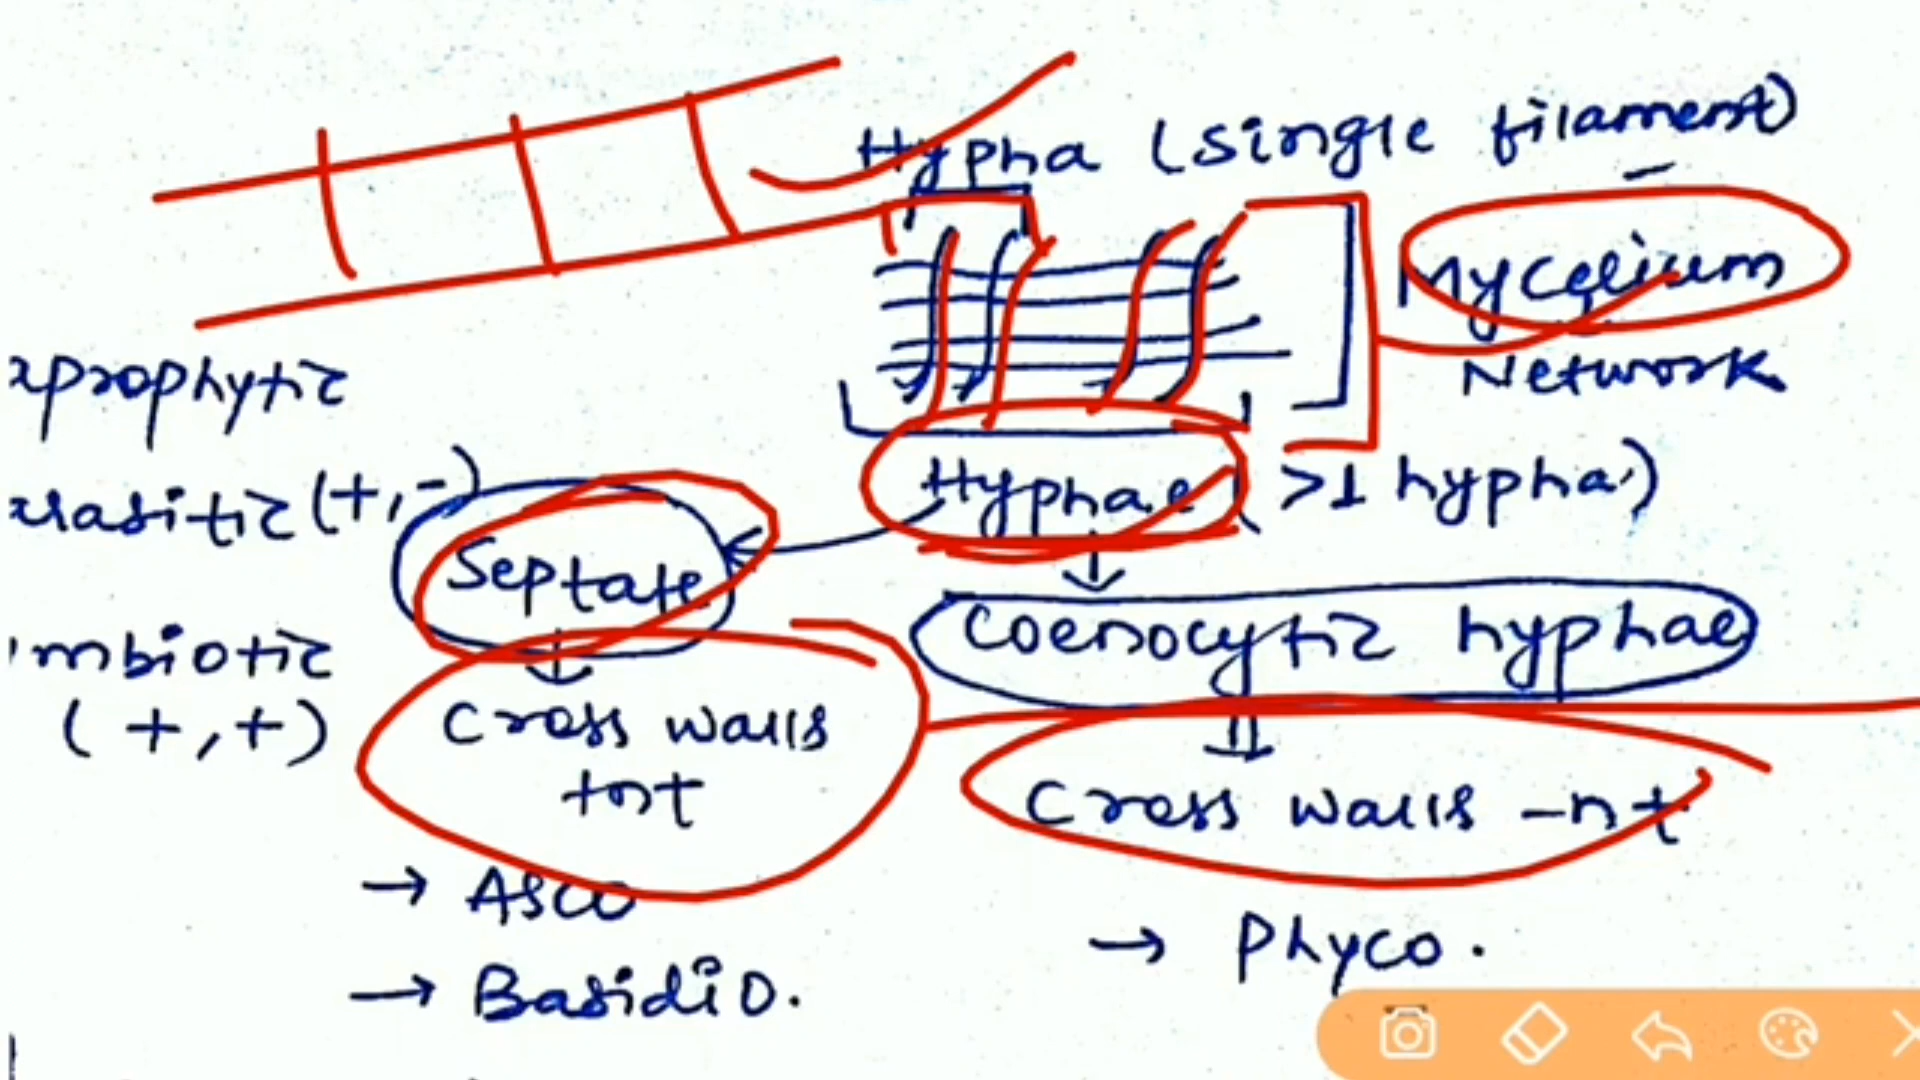 Hypha (single filament)
Mycelium
Network
aprophytic
Hyphae ( >1 hypha)
arasitic (+,-)
Septate
Coenocytic hyphae
mbiotic
(+,+)
Cross walls
Cross walls -nt
→ Asco
→ Phyco.
→ Basidio.